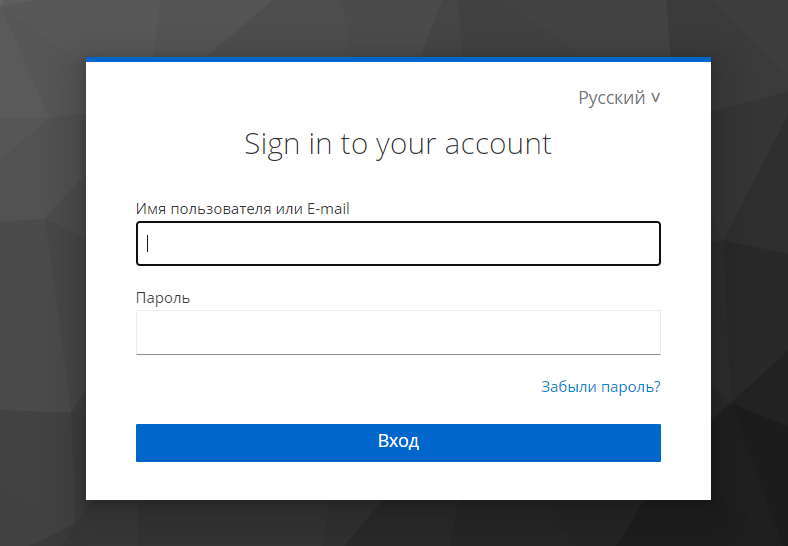 Русский ˅
Sign in to your account
Имя пользователя или E-mail
Пароль
Забыли пароль?
Вход